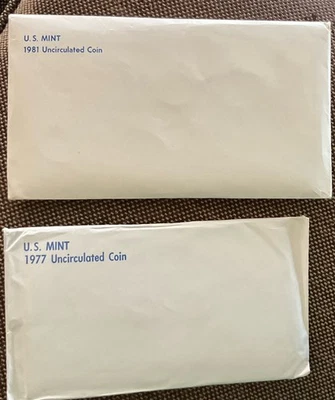 U.S. MINT
1981 Uncirculated Coin
U.S. MINT
1977 Uncirculated Coin